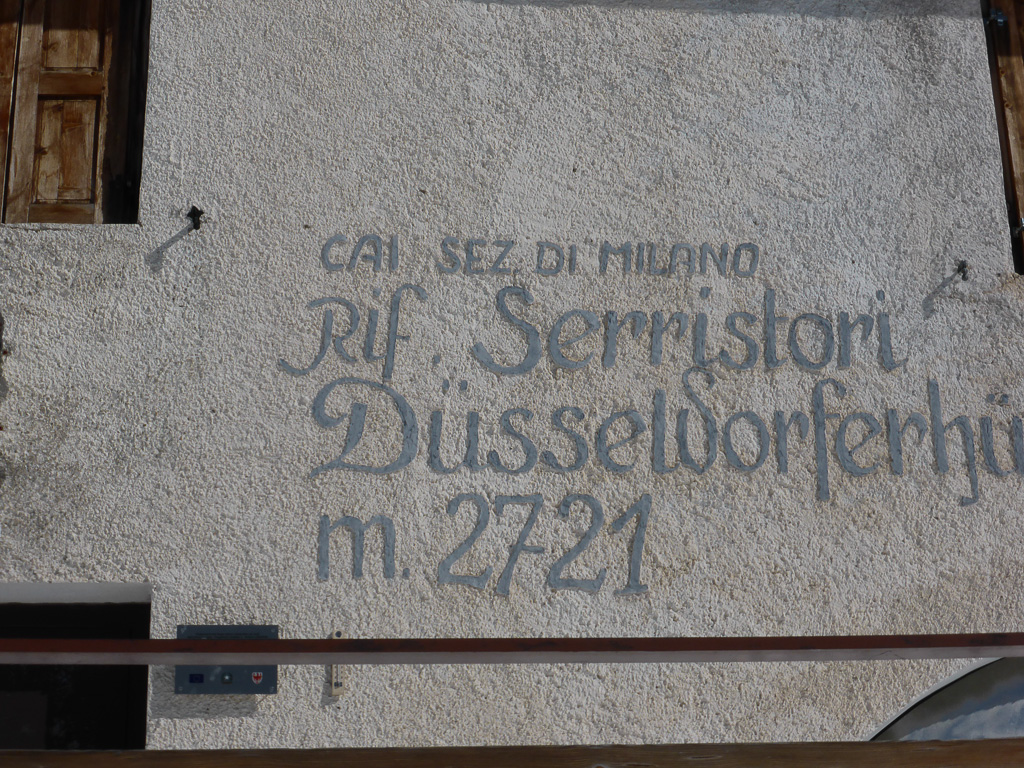 CAI SEZ DI MILANO
Rif. Serristori
Düsseldorferhü
m. 2721